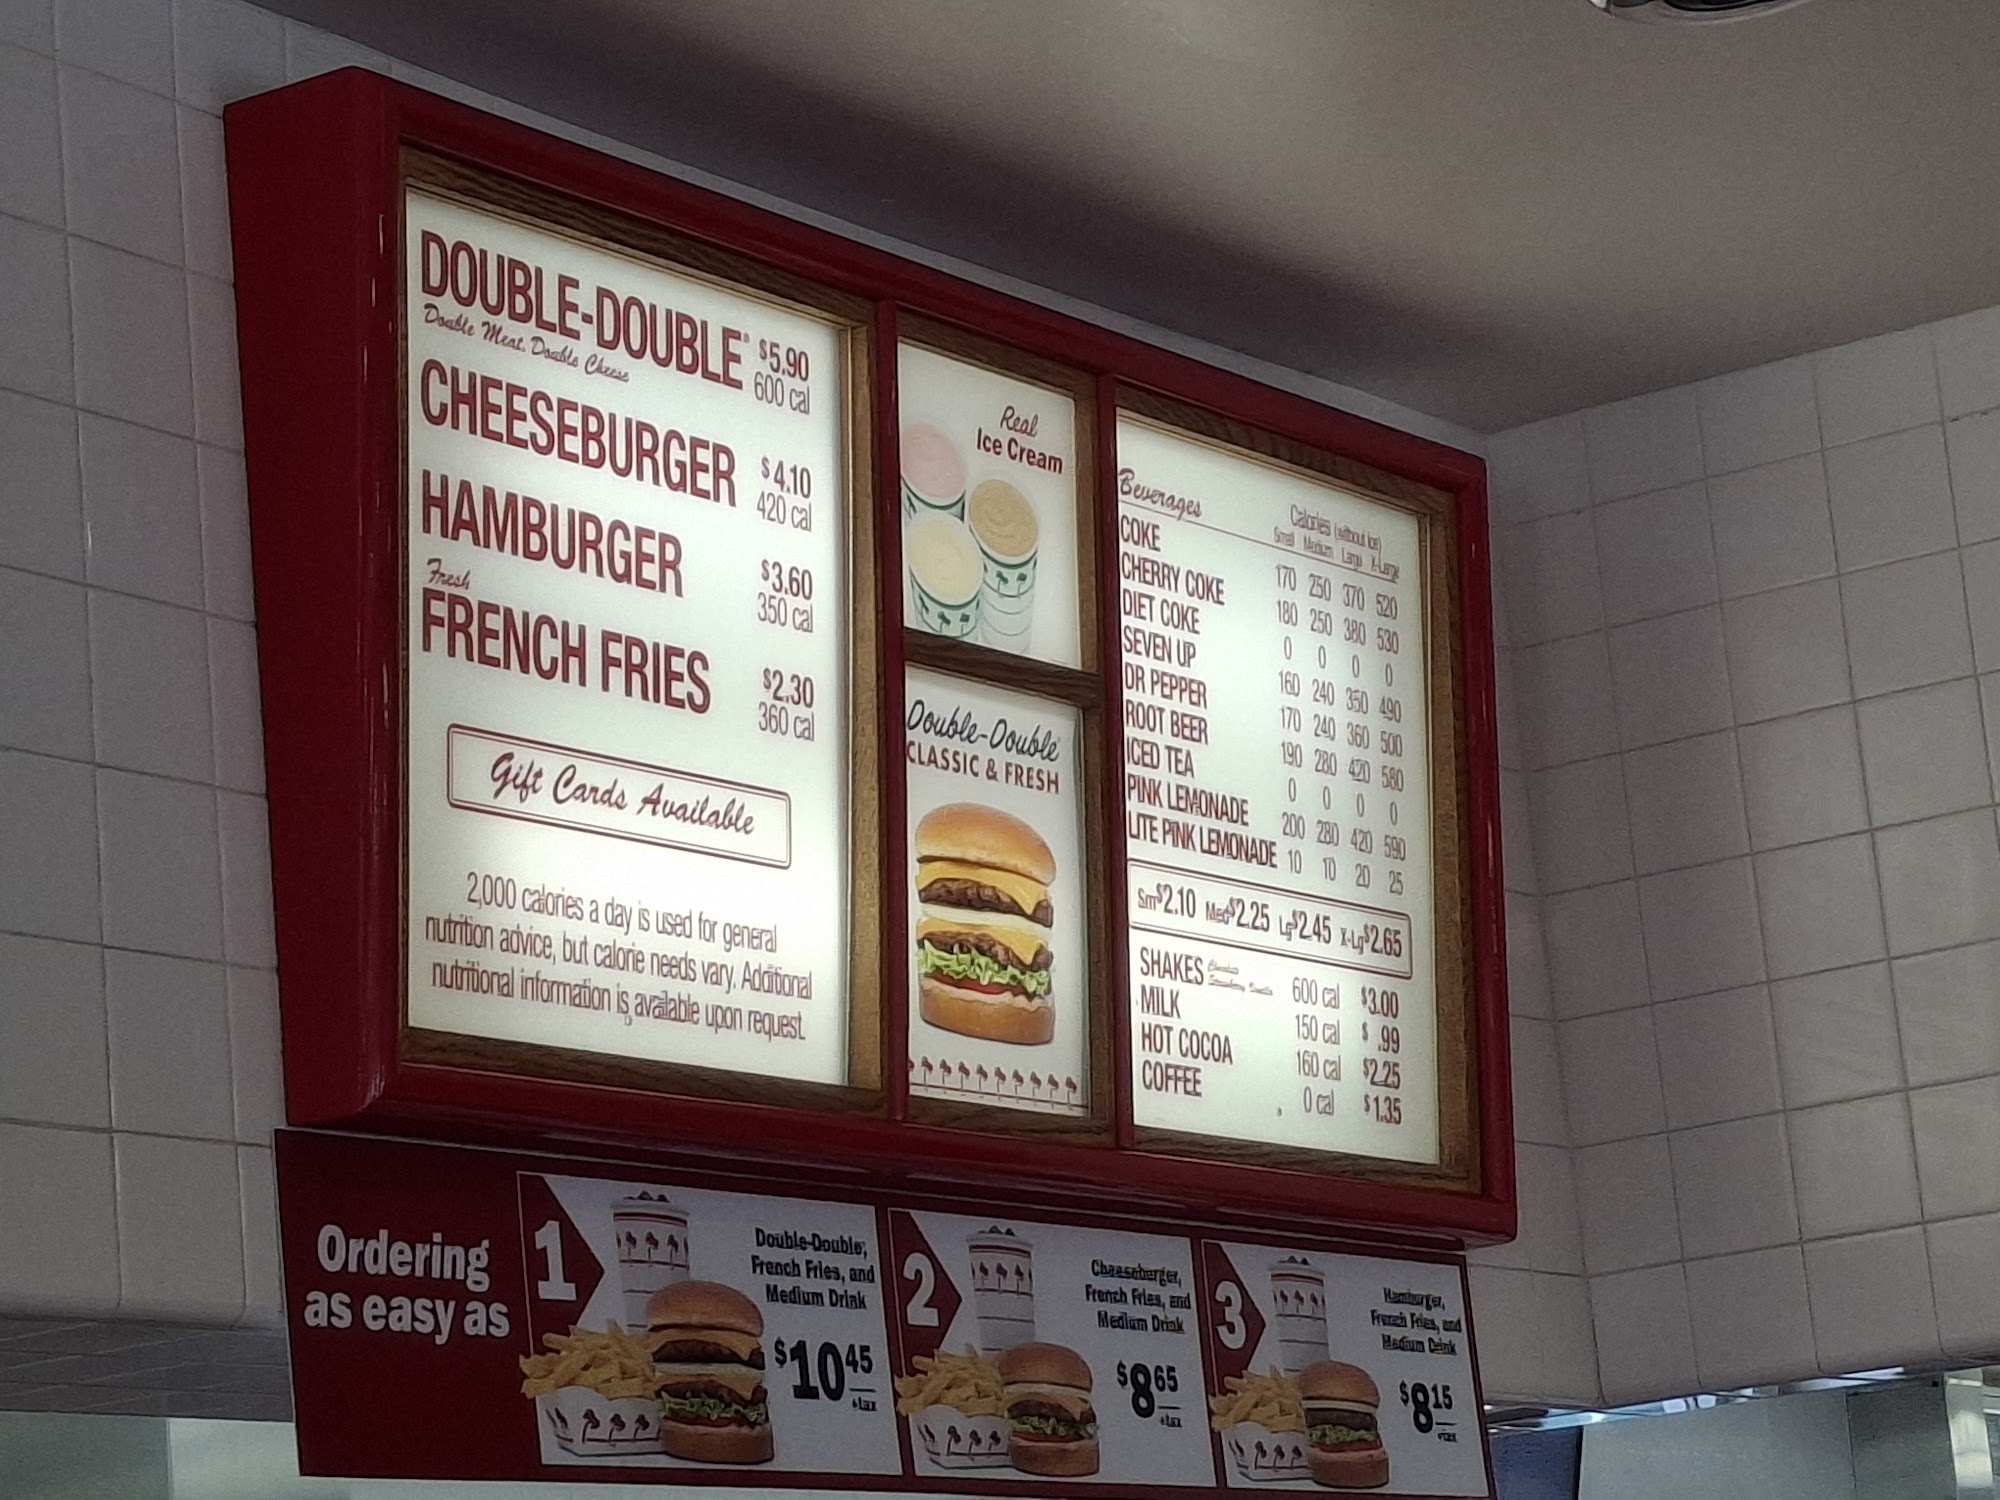 DOUBLE-DOUBLE® $5.90
Double Meat, Double Cheese 600 cal
CHEESEBURGER $4.10
420 cal
HAMBURGER $3.60
350 cal
Fresh
FRENCH FRIES $2.30
360 cal
Gift Cards Available
2,000 calories a day is used for general
nutrition advice, but calorie needs vary. Additional
nutritional information is available upon request.
Real
Ice Cream
Double-Double®
CLASSIC & FRESH
Beverages Calories (without ice)
Small Medium Large X-Large
COKE 170 250 370 520
CHERRY COKE 180 250 380 530
DIET COKE 0 0 0 0
SEVEN UP 160 240 350 490
DR PEPPER 170 240 360 500
ROOT BEER 190 280 420 580
ICED TEA 0 0 0 0
PINK LEMONADE 200 280 420 590
LITE PINK LEMONADE 10 10 20 25
Sm$2.10 Med$2.25 Lg$2.45 X-Lg$2.65
SHAKES 600 cal $3.00
MILK 150 cal $ .99
HOT COCOA 160 cal $2.25
COFFEE 0 cal $1.35
Ordering
as easy as
1
Double-Double,
French Fries, and
Medium Drink
$10 45
+tax
2
Cheeseburger,
French Fries, and
Medium Drink
$8 65
+tax
3
Hamburger,
French Fries, and
Medium Drink
$8 15
+tax